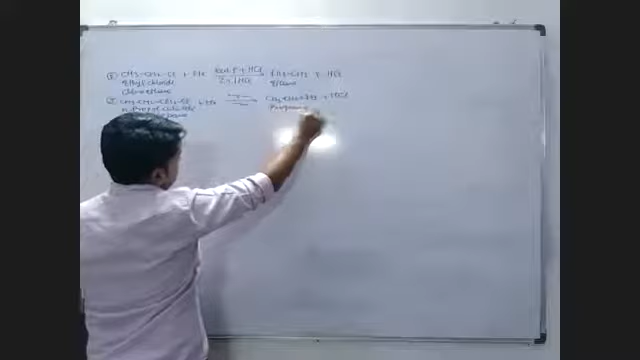 ① CH3-CH2-Cl + H2 Red P + HCl CH3-CH3 + HCl
Ethyl chloride Zn/HCl Ethane
chloroethane
② CH3-CH2-CH2-Cl + H2 CH3-CH2-CH3 + HCl
n-Propyl chloride Propane